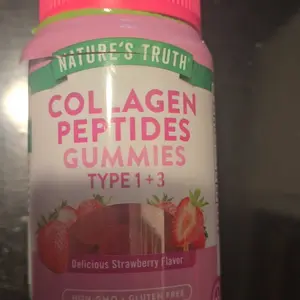 NATURE'S TRUTH
COLLAGEN
PEPTIDES
GUMMIES
TYPE 1 + 3
Delicious Strawberry Flavor
NON-GMO • GLUTEN FREE